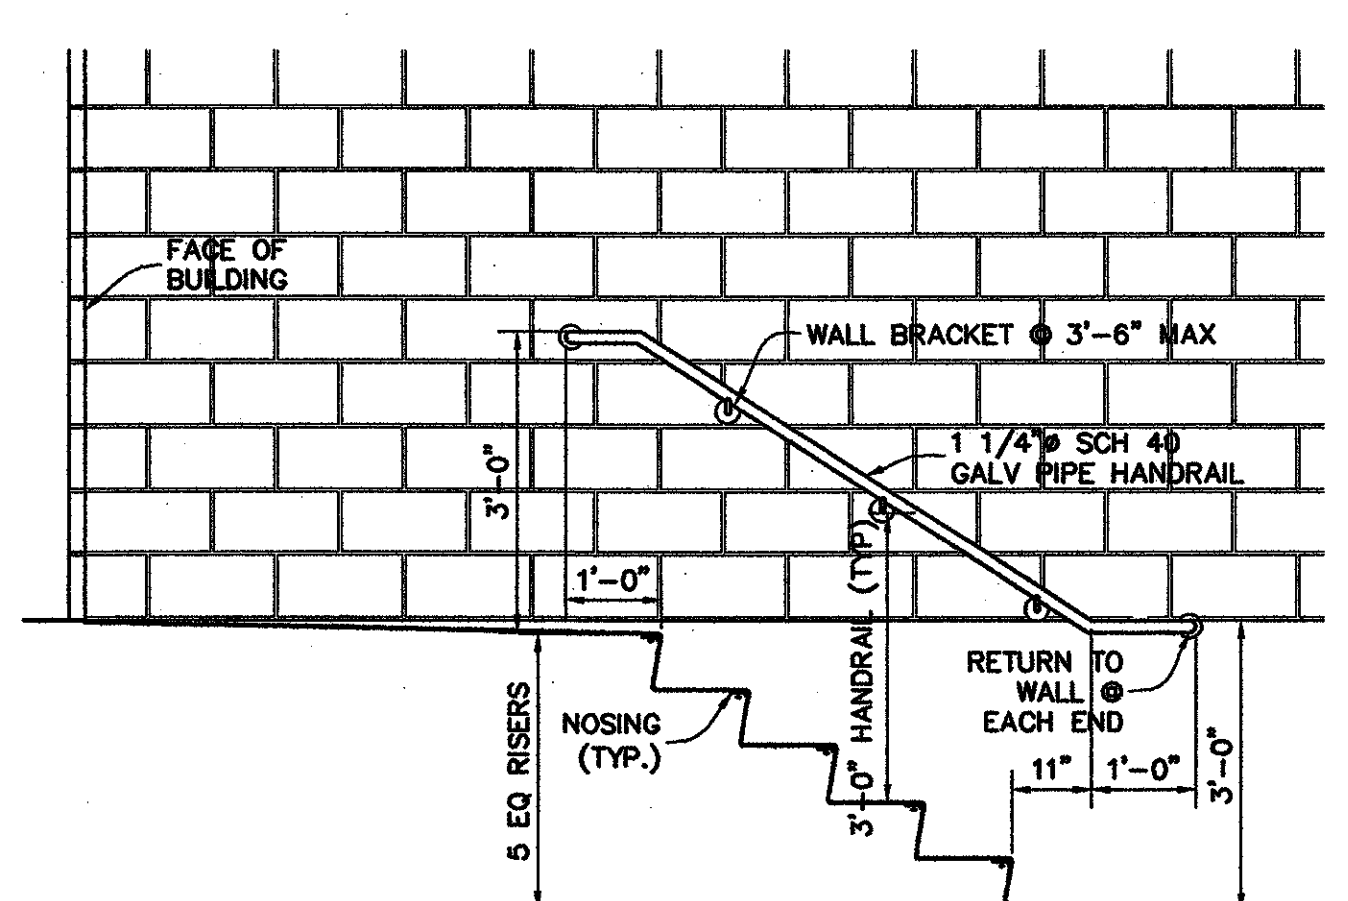 FACE OF
BUILDING
WALL BRACKET @ 3'-6" MAX
1 1/4"ø SCH 40
GALV PIPE HANDRAIL
3'-0"
1'-0"
3'-0" HANDRAIL (TYP)
RETURN TO
WALL @
EACH END
NOSING
(TYP.)
5 EQ RISERS
11"
1'-0"
3'-0"